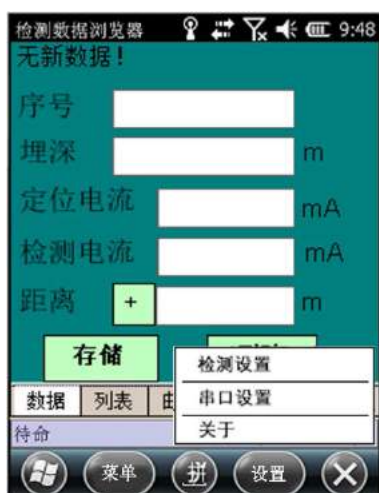 检测数据浏览器 9:48
无新数据！
序号
埋深 m
定位电流 mA
检测电流 mA
距离 + m
存储
检测设置
数据 列表 串口设置
待命 关于
菜单 拼 设置